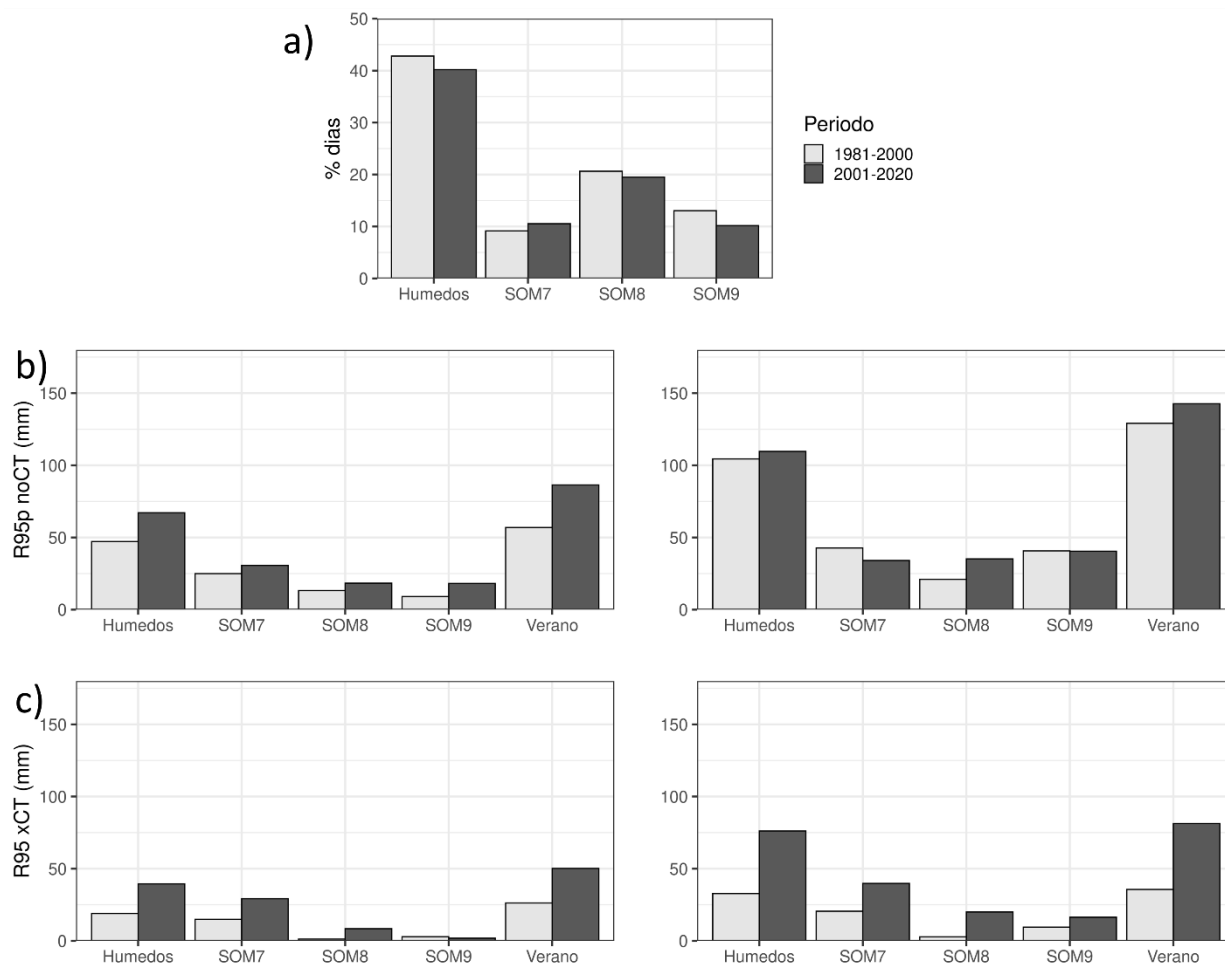 a)
50
40
30
20
10
0
% dias
Humedos SOM7 SOM8 SOM9
Periodo
1981-2000
2001-2020
b)
R95p noCT (mm)
150
100
50
0
Humedos SOM7 SOM8 SOM9 Verano
150
100
50
0
Humedos SOM7 SOM8 SOM9 Verano
c)
R95 xCT (mm)
150
100
50
0
Humedos SOM7 SOM8 SOM9 Verano
150
100
50
0
Humedos SOM7 SOM8 SOM9 Verano